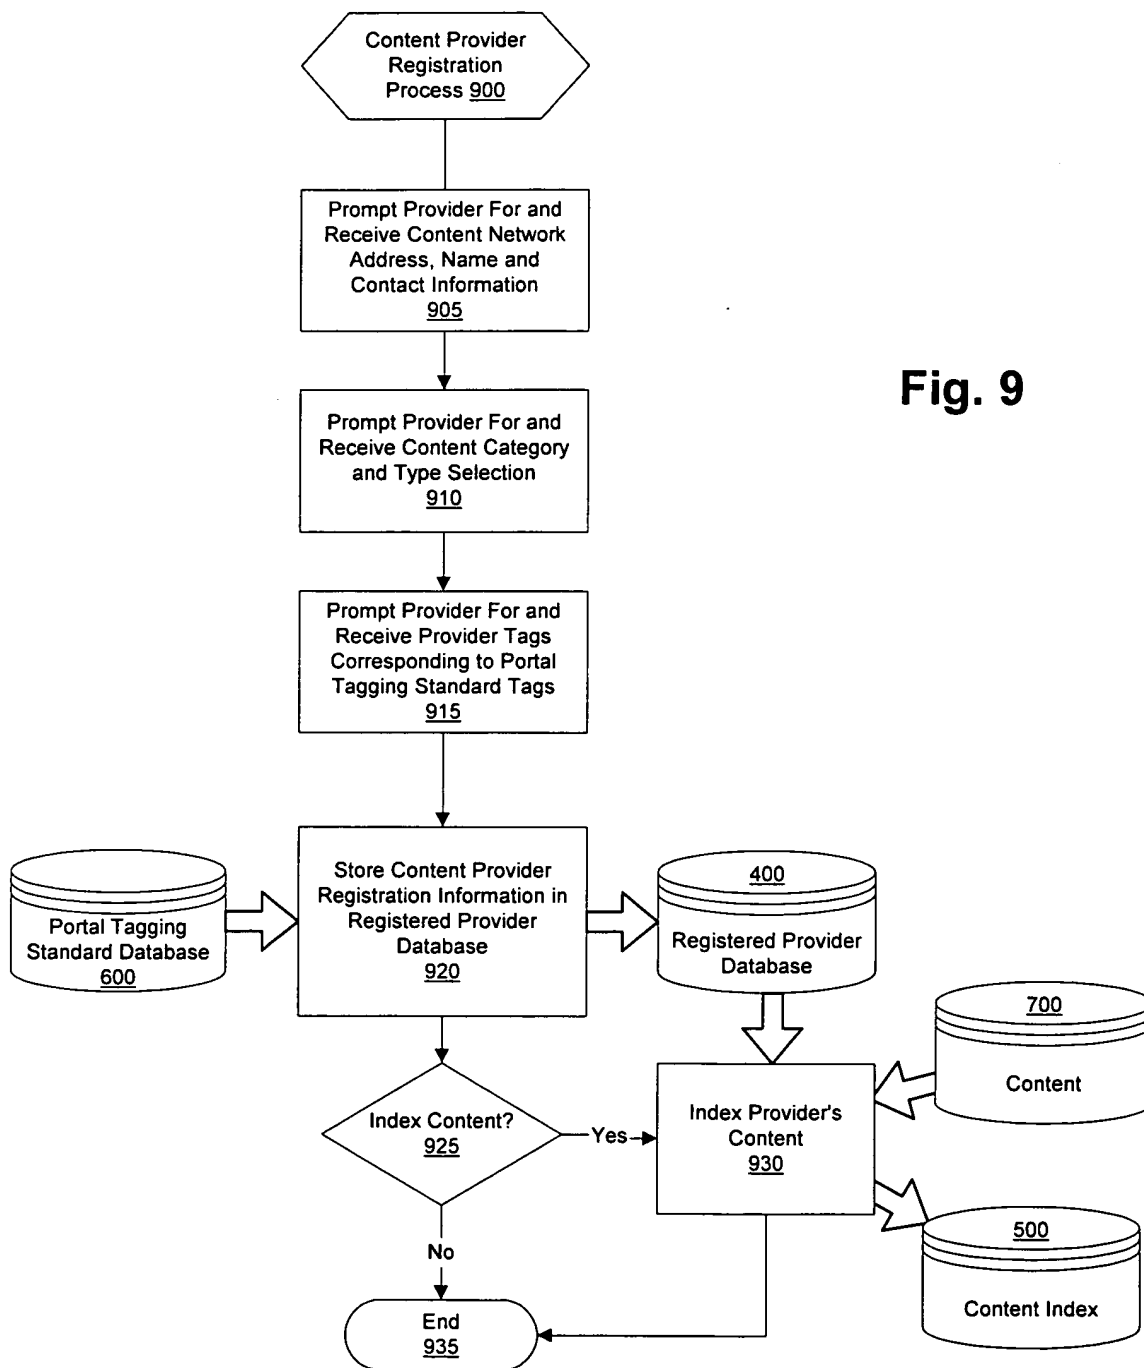 Content Provider
Registration
Process 900
Prompt Provider For and
Receive Content Network
Address, Name and
Contact Information
905
Fig. 9
Prompt Provider For and
Receive Content Category
and Type Selection
910
Prompt Provider For and
Receive Provider Tags
Corresponding to Portal
Tagging Standard Tags
915
Portal Tagging
Standard Database
600
Store Content Provider
Registration Information in
Registered Provider
Database
920
400
Registered Provider
Database
700
Content
Index Content?
925
Yes
Index Provider's
Content
930
No
500
Content Index
End
935